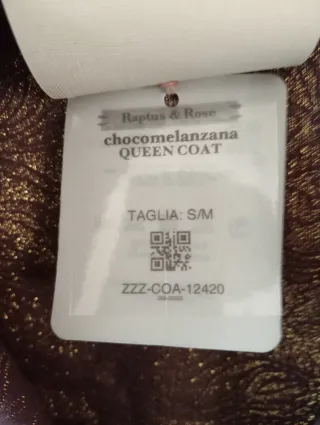 Raptus & Rose
chocomelanzana
QUEEN COAT
TAGLIA: S/M
ZZZ-COA-12420